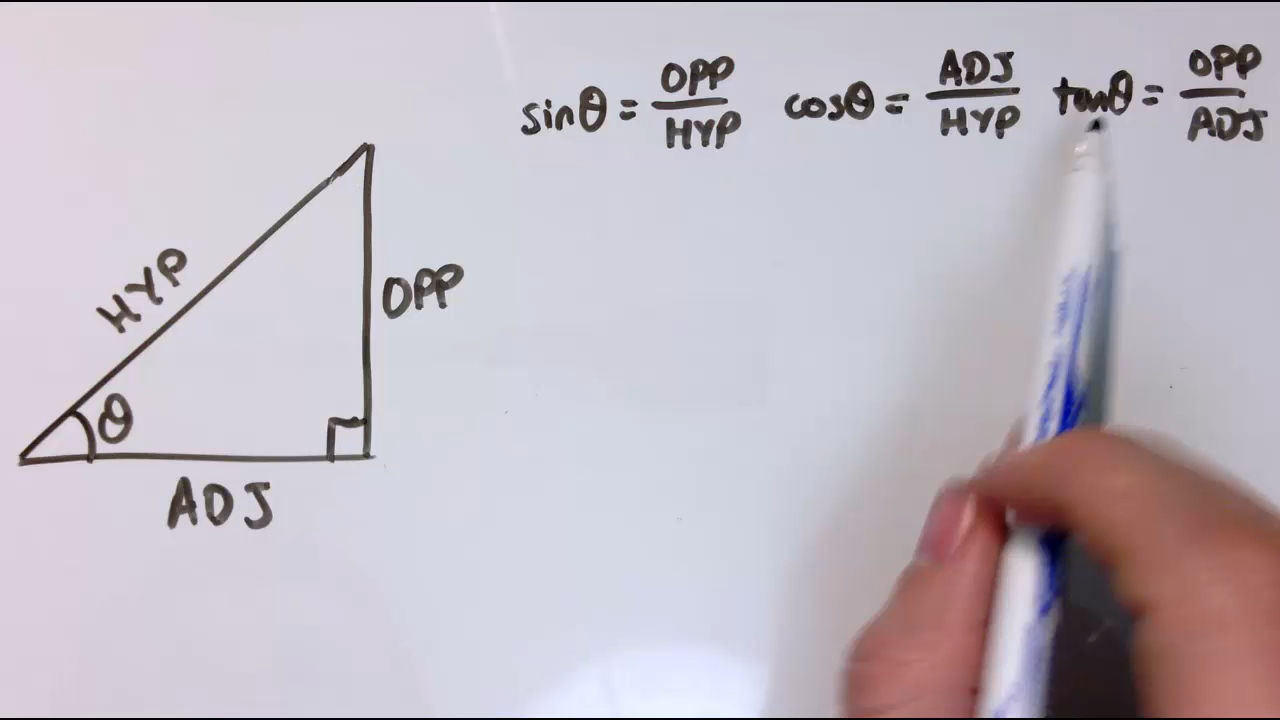 sinθ = OPP/HYP cosθ = ADJ/HYP tanθ = OPP/ADJ
HYP
OPP
θ
ADJ